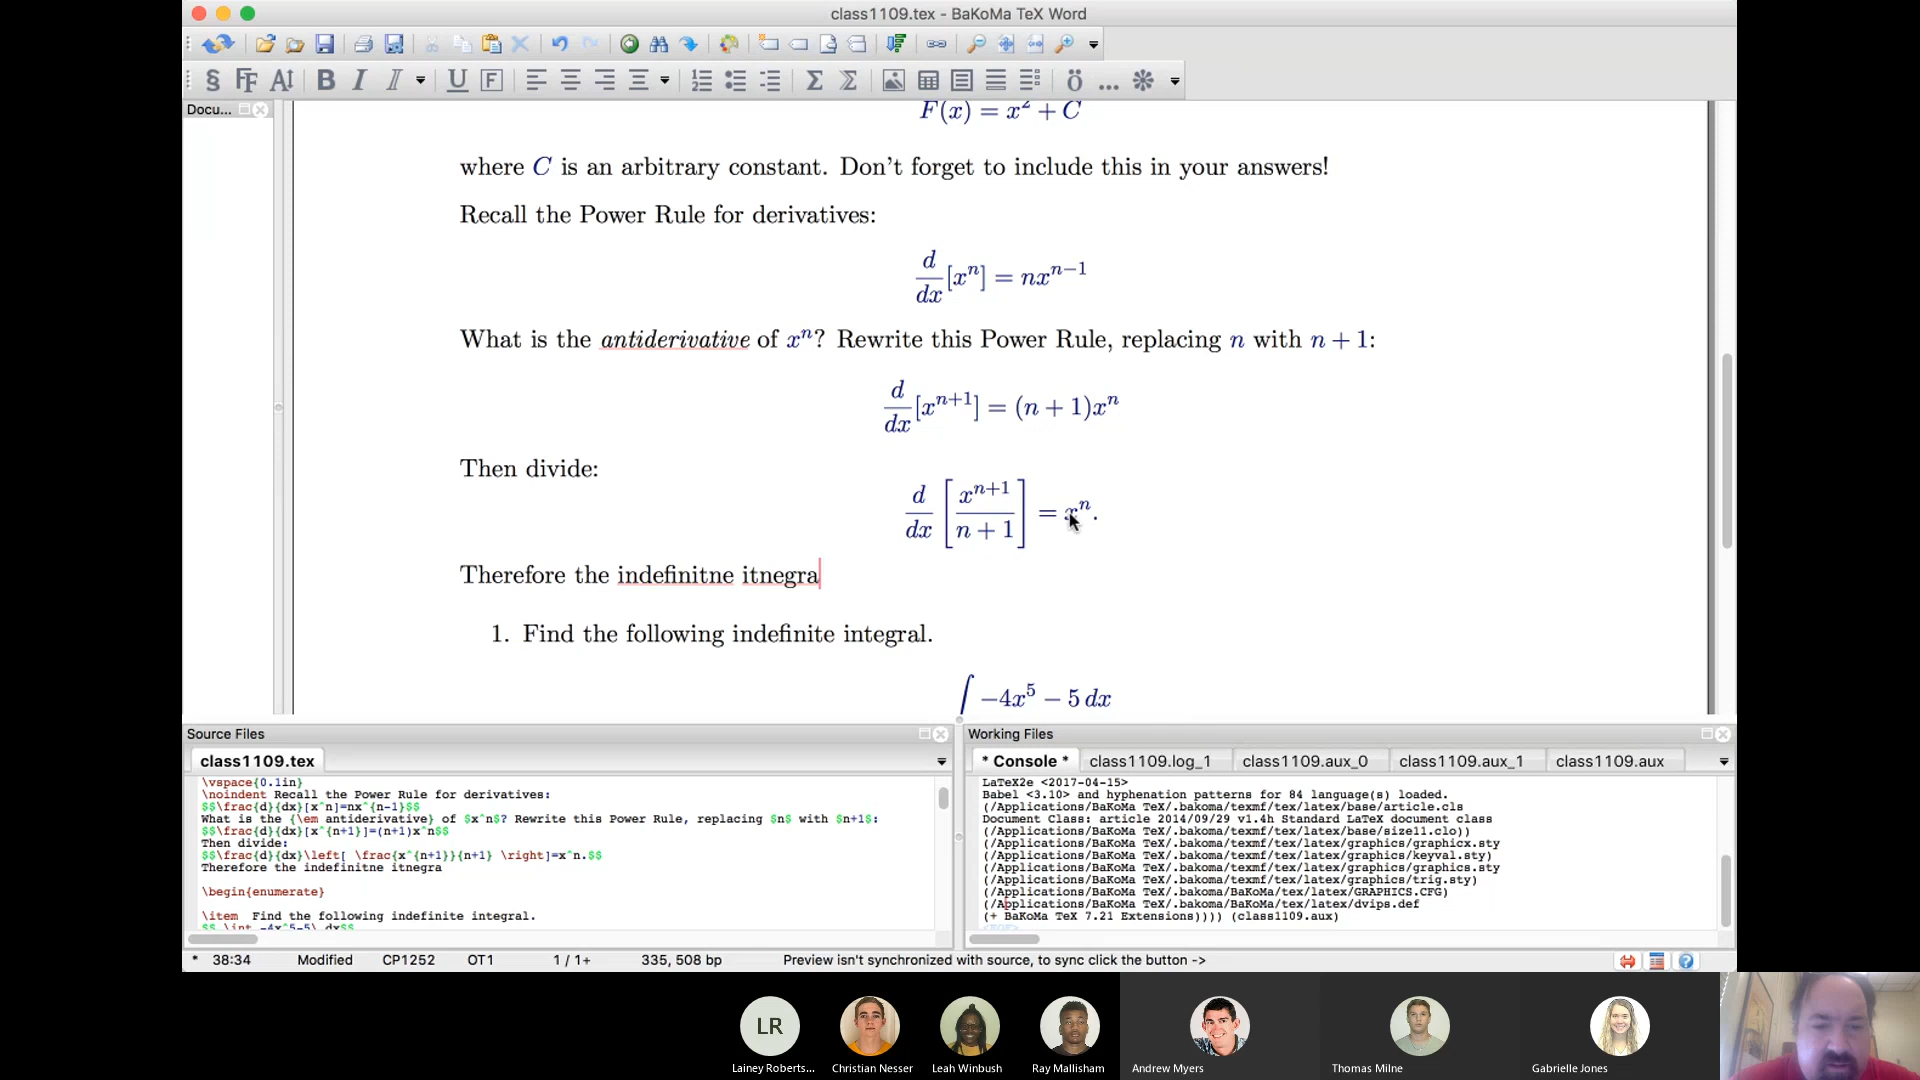 class1109.tex - BaKoMa TeX Word
Docu...
F(x) = x² + C
where C is an arbitrary constant. Don't forget to include this in your answers!
Recall the Power Rule for derivatives:
d/dx [xⁿ] = nxⁿ⁻¹
What is the antiderivative of xⁿ? Rewrite this Power Rule, replacing n with n + 1:
d/dx [xⁿ⁺¹] = (n + 1)xⁿ
Then divide:
d/dx [xⁿ⁺¹/n + 1] = xⁿ.
Therefore the indefinitne itnegra
1. Find the following indefinite integral.
∫ −4x⁵ − 5 dx
Source Files
class1109.tex
\vspace{0.1in}
\noindent Recall the Power Rule for derivatives:
$$\frac{d}{dx}[x^n]=nx^{n-1}$$
What is the {\em antiderivative} of $x^n$? Rewrite this Power Rule, replacing $n$ with $n+1$:
$$\frac{d}{dx}[x^{n+1}]=(n+1)x^n$$
Then divide:
$$\frac{d}{dx}\left[ \frac{x^{n+1}}{n+1} \right]=x^n.$$
Therefore the indefinitne itnegra
\begin{enumerate}
\item Find the following indefinite integral.
$$ \int -4x^5-5\ dx$$
Working Files
* Console * class1109.log_1 class1109.aux_0 class1109.aux_1 class1109.aux
LaTeX2e <2017-04-15>
Babel <3.10> and hyphenation patterns for 84 language(s) loaded.
(/Applications/BaKoMa TeX/.bakoma/texmf/tex/latex/base/article.cls
Document Class: article 2014/09/29 v1.4h Standard LaTeX document class
(/Applications/BaKoMa TeX/.bakoma/texmf/tex/latex/base/size11.clo))
(/Applications/BaKoMa TeX/.bakoma/texmf/tex/latex/graphics/graphicx.sty
(/Applications/BaKoMa TeX/.bakoma/texmf/tex/latex/graphics/keyval.sty)
(/Applications/BaKoMa TeX/.bakoma/texmf/tex/latex/graphics/graphics.sty
(/Applications/BaKoMa TeX/.bakoma/texmf/tex/latex/graphics/trig.sty)
(/Applications/BaKoMa TeX/.bakoma/BaKoMa/tex/latex/GRAPHICS.CFG)
(/Applications/BaKoMa TeX/.bakoma/BaKoMa/tex/latex/dvips.def
(+ BaKoMa TeX 7.21 Extensions)))) (class1109.aux)
* 38:34 Modified CP1252 OT1 1 / 1+ 335, 508 bp Preview isn't synchronized with source, to sync click the button ->
LR
Lainey Roberts... Christian Nesser Leah Winbush Ray Mallisham Andrew Myers Thomas Milne Gabrielle Jones